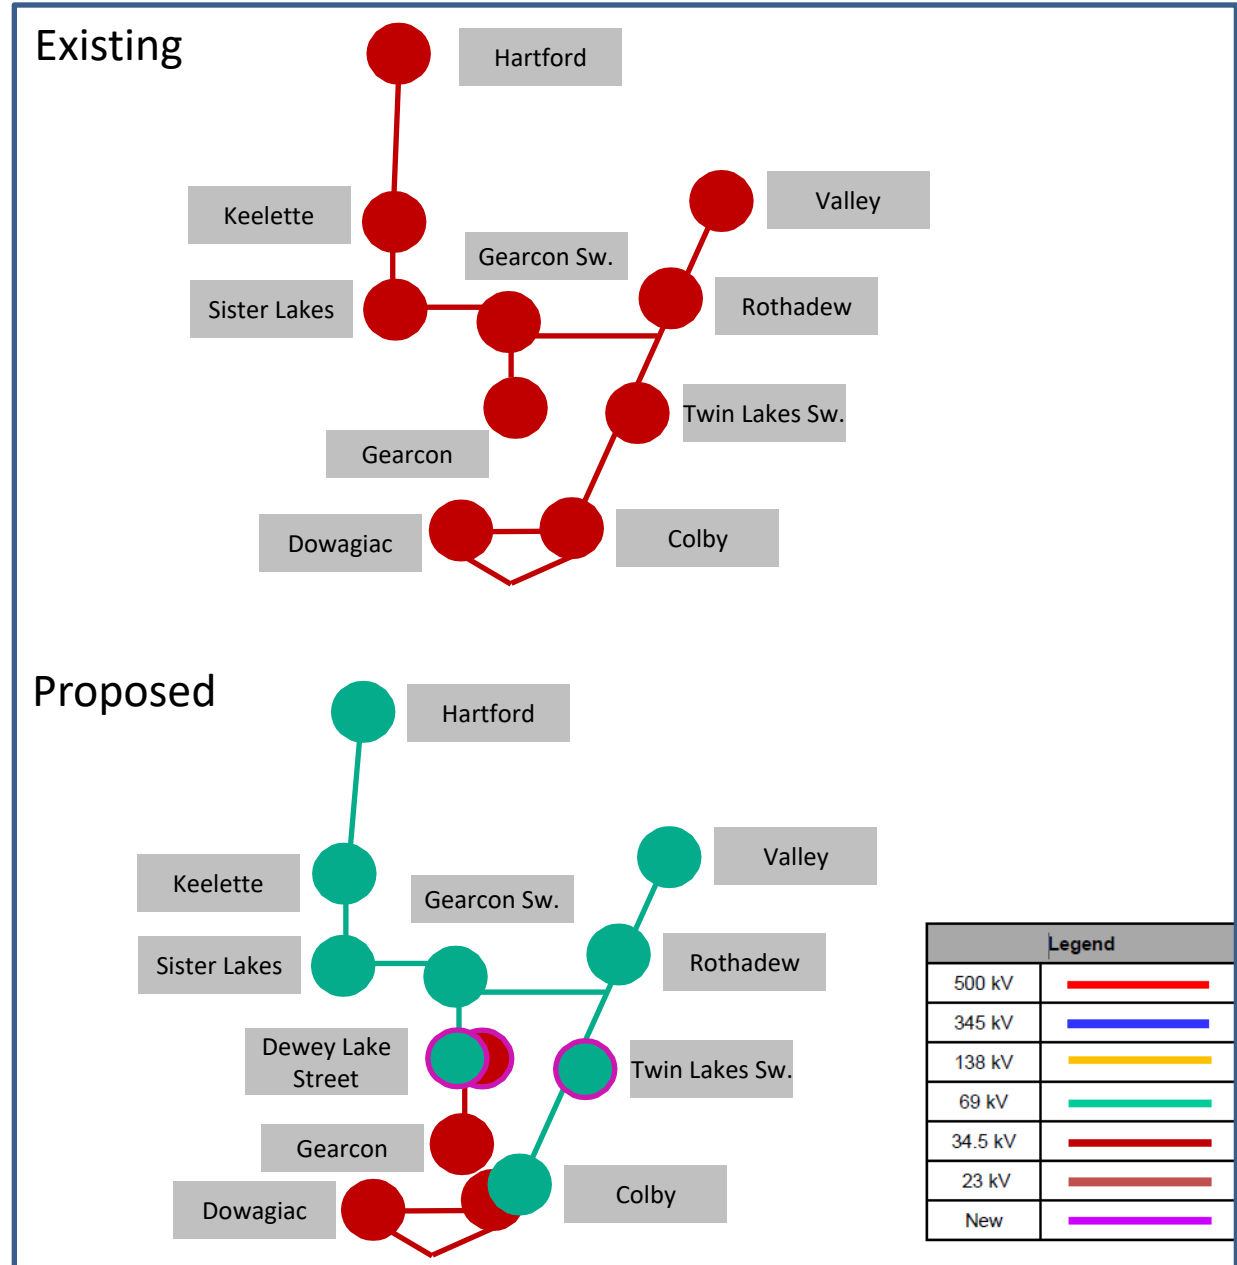 Existing
Hartford
Keelette
Valley
Gearcon Sw.
Sister Lakes
Rothadew
Twin Lakes Sw.
Gearcon
Dowagiac
Colby
Proposed
Hartford
Keelette
Valley
Gearcon Sw.
Sister Lakes
Rothadew
Dewey Lake
Street
Twin Lakes Sw.
Gearcon
Dowagiac
Colby
Legend
500 kV
345 kV
138 kV
69 kV
34.5 kV
23 kV
New